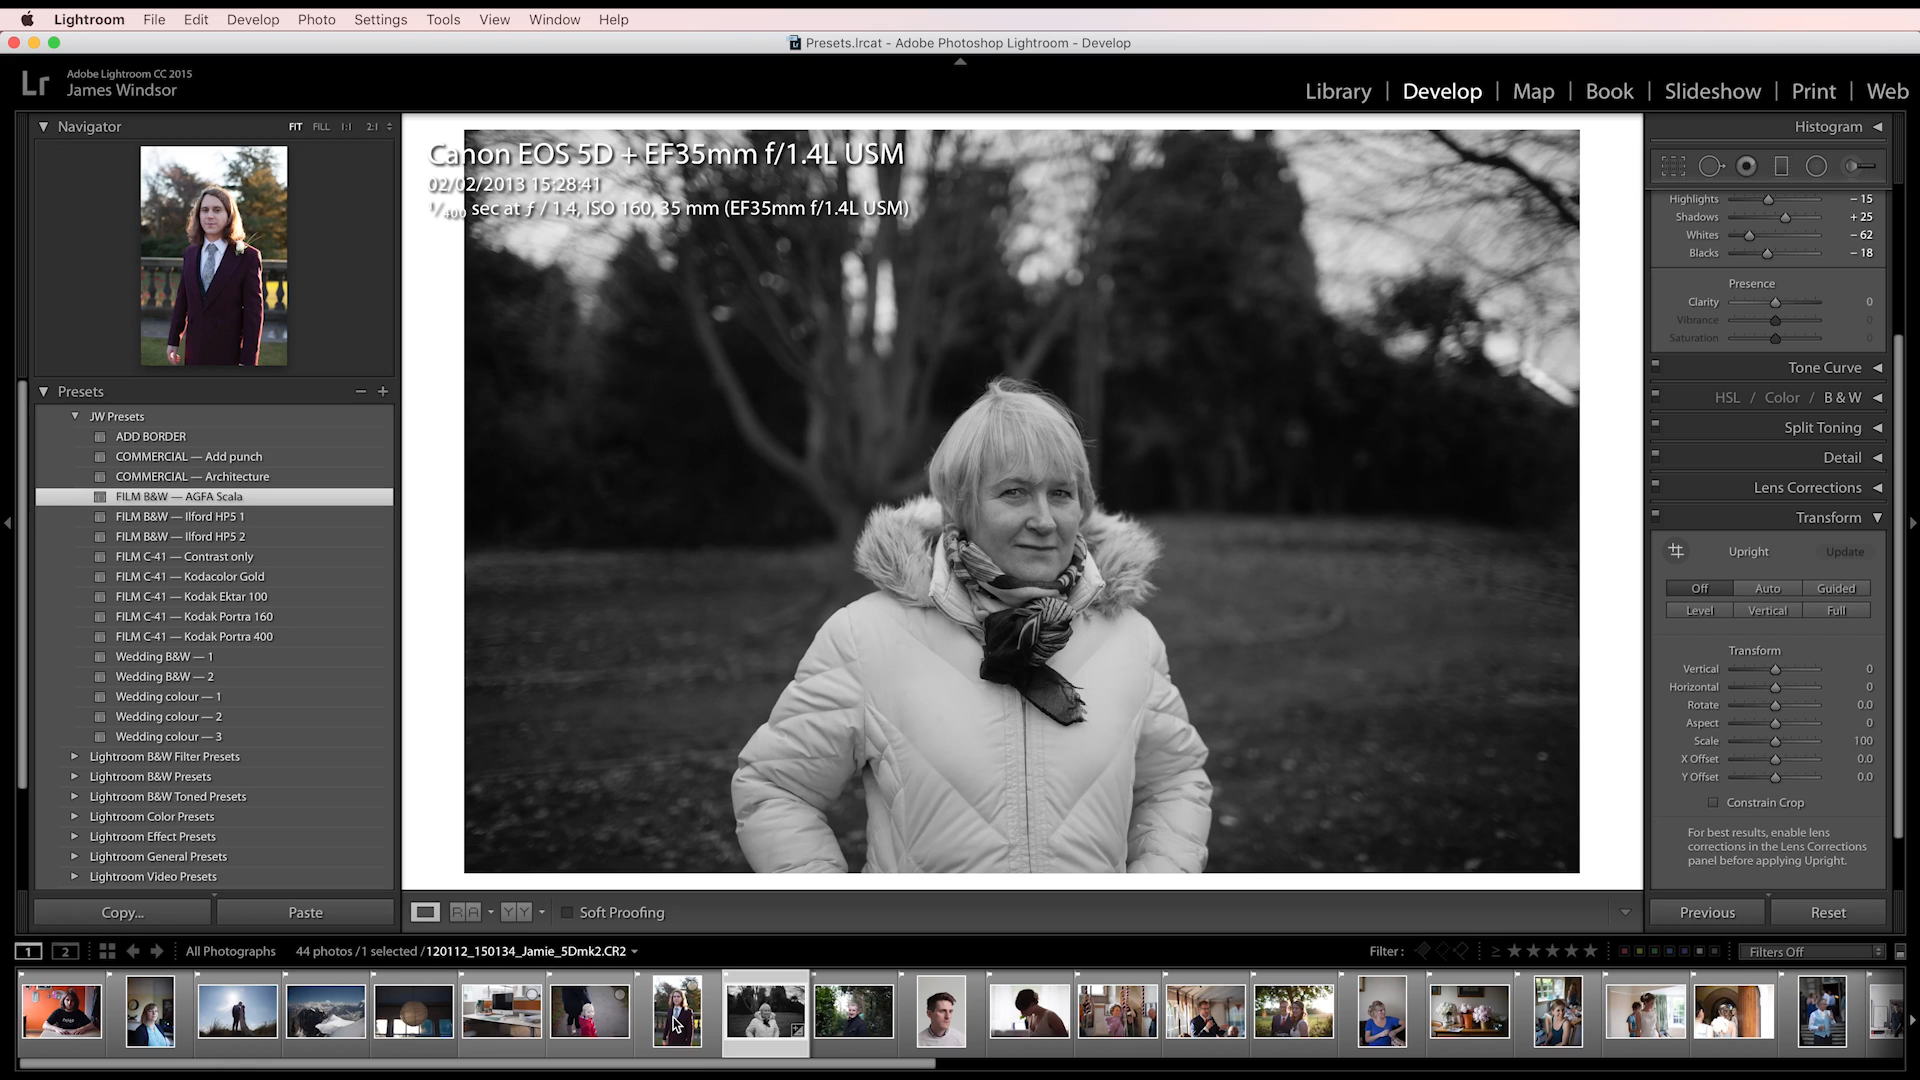 Lightroom File Edit Develop Photo Settings Tools View Window Help
Presets.lrcat - Adobe Photoshop Lightroom - Develop
Lr
Adobe Lightroom CC 2015
James Windsor
Library | Develop | Map | Book | Slideshow | Print | Web
Navigator FIT FILL 1:1 2:1
Presets
JW Presets
ADD BORDER
COMMERCIAL — Add punch
COMMERCIAL — Architecture
FILM B&W — AGFA Scala
FILM B&W — Ilford HP5 1
FILM B&W — Ilford HP5 2
FILM C-41 — Contrast only
FILM C-41 — Kodacolor Gold
FILM C-41 — Kodak Ektar 100
FILM C-41 — Kodak Portra 160
FILM C-41 — Kodak Portra 400
Wedding B&W — 1
Wedding B&W — 2
Wedding colour — 1
Wedding colour — 2
Wedding colour — 3
Lightroom B&W Filter Presets
Lightroom B&W Presets
Lightroom B&W Toned Presets
Lightroom Color Presets
Lightroom Effect Presets
Lightroom General Presets
Lightroom Video Presets
Copy... Paste
Canon EOS 5D + EF35mm f/1.4L USM
02/02/2013 15:28:41
1/400 sec at ƒ / 1.4, ISO 160, 35 mm (EF35mm f/1.4L USM)
Soft Proofing
Histogram
Highlights – 15
Shadows + 25
Whites – 62
Blacks – 18
Presence
Clarity 0
Vibrance 0
Saturation 0
Tone Curve
HSL / Color / B & W
Split Toning
Detail
Lens Corrections
Transform
Upright Update
Off Auto Guided
Level Vertical Full
Transform
Vertical 0
Horizontal 0
Rotate 0.0
Aspect 0
Scale 100
X Offset 0.0
Y Offset 0.0
Constrain Crop
For best results, enable lens
corrections in the Lens Corrections
panel before applying Upright.
Previous Reset
1 2 All Photographs 44 photos / 1 selected / 120112_150134_Jamie_5Dmk2.CR2 Filter : ≥ Filters Off